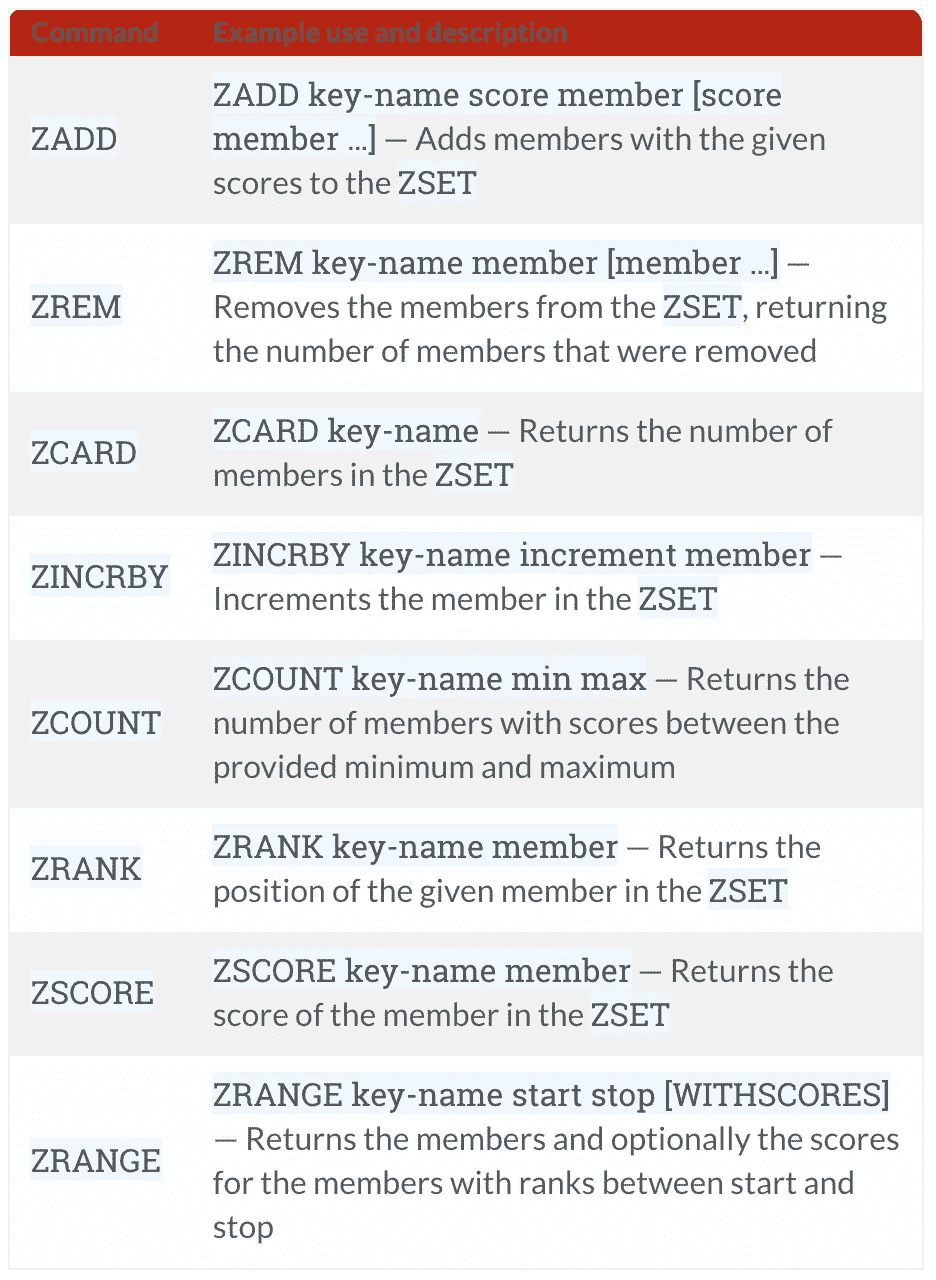 Command Example use and description
ZADD key-name score member [score
ZADD member ...] — Adds members with the given
scores to the ZSET
ZREM key-name member [member ...] —
ZREM Removes the members from the ZSET, returning
the number of members that were removed
ZCARD
ZCARD key-name — Returns the number of
members in the ZSET
ZINCRBY
ZINCRBY key-name increment member —
Increments the member in the ZSET
ZCOUNT key-name min max — Returns the
ZCOUNT number of members with scores between the
provided minimum and maximum
ZRANK
ZRANK key-name member — Returns the
position of the given member in the ZSET
ZSCORE
ZSCORE key-name member — Returns the
score of the member in the ZSET
ZRANGE
ZRANGE key-name start stop [WITHSCORES]
— Returns the members and optionally the scores
for the members with ranks between start and
stop